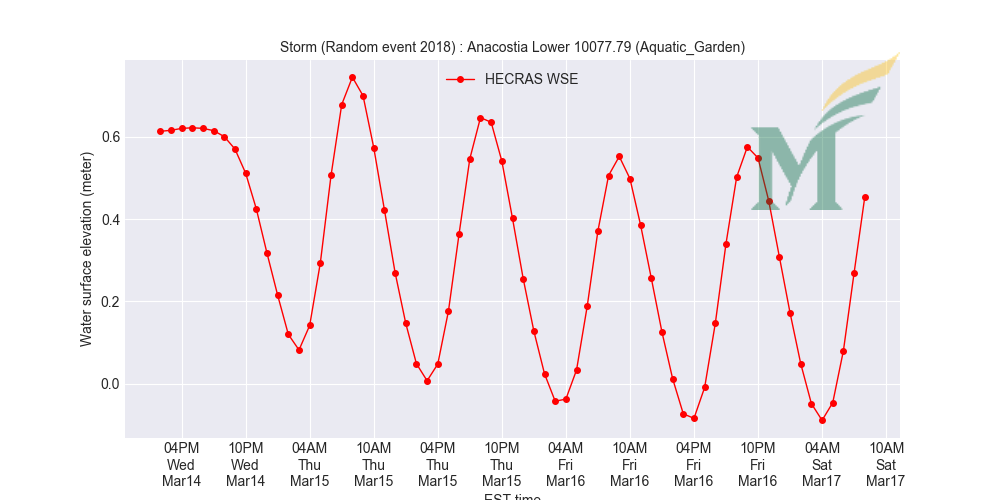 Storm (Random event 2018) : Anacostia Lower 10077.79 (Aquatic_Garden)
HECRAS WSE
M
Water surface elevation (meter)
0.6
0.4
0.2
0.0
04PM 10PM 04AM 10AM 04PM 10PM 04AM 10AM 04PM 10PM 04AM 10AM
Wed Wed Thu Thu Thu Thu Fri Fri Fri Fri Sat Sat
Mar14 Mar14 Mar15 Mar15 Mar15 Mar15 Mar16 Mar16 Mar16 Mar16 Mar17 Mar17
EST time